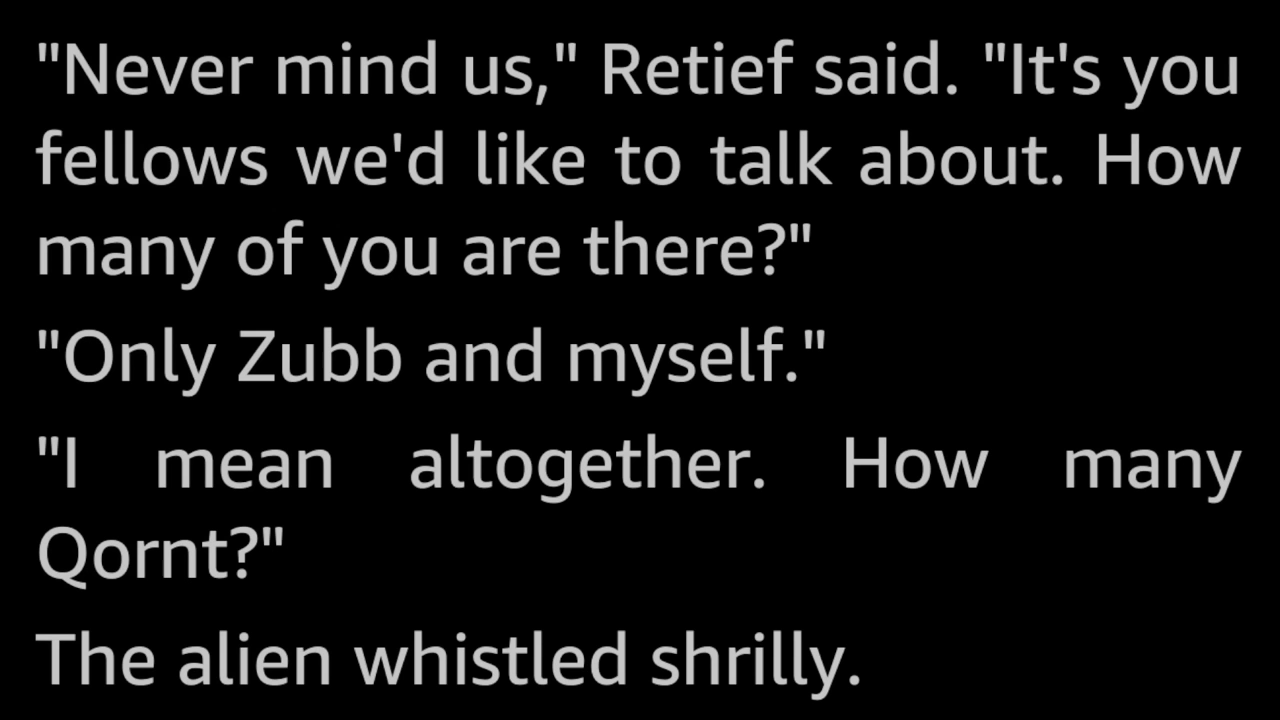 "Never mind us," Retief said. "It's you
fellows we'd like to talk about. How
many of you are there?"
"Only Zubb and myself."
"I mean altogether. How many
Qornt?"
The alien whistled shrilly.